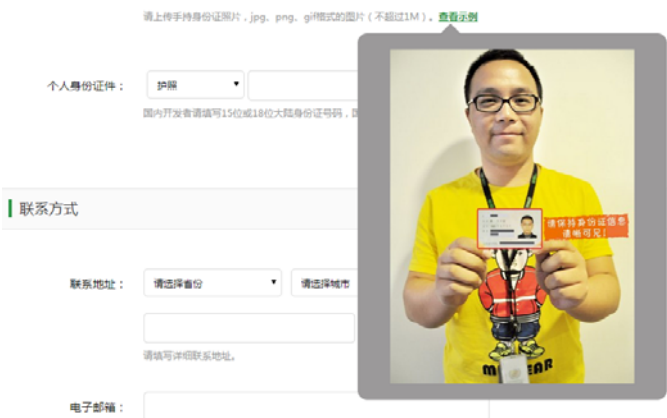 请上传手持身份证照片，jpg、png、gif格式的图片（不超过1M）。查看示例
个人身份证件：
护照
国内开发者请填写15位或18位大陆身份证号码，
请保持身份证信息
清晰可见！
联系方式
联系地址：
请选择省份
请选择城市
请填写详细联系地址。
电子邮箱：